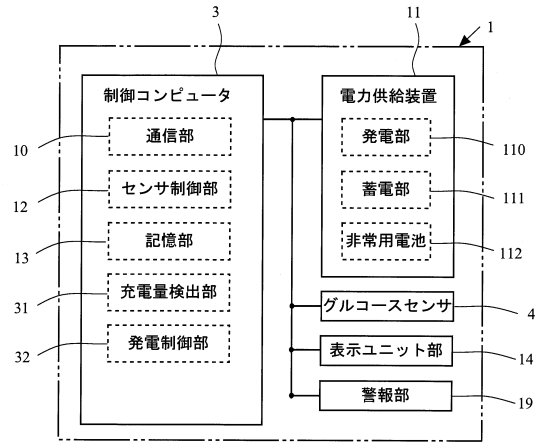 3
11
1
制御コンピュータ
通信部
10
センサ制御部
12
記憶部
13
充電量検出部
31
発電制御部
32
電力供給装置
発電部
110
蓄電部
111
非常用電池
112
グルコースセンサ
4
表示ユニット部
14
警報部
19